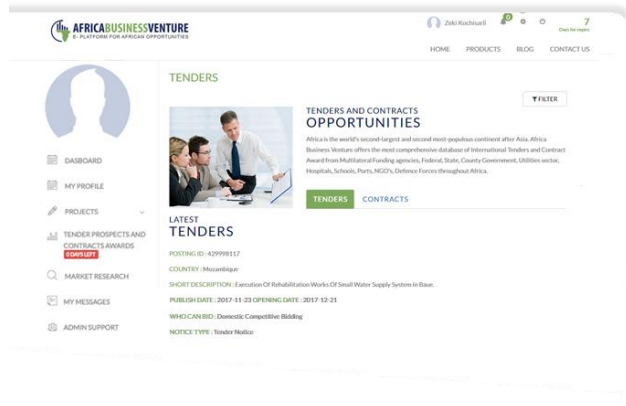 AFRICABUSINESSVENTURE
E- PLATFORM FOR AFRICAN OPPORTUNITIES
Zeki Kochisarli
0
7
Days for expire
HOME PRODUCTS BLOG CONTACT US
DASBOARD
MY PROFILE
PROJECTS
TENDER PROSPECTS AND
CONTRACTS AWARDS
0 DAYS LEFT
MARKET RESEARCH
MY MESSAGES
ADMIN SUPPORT
TENDERS
FILTER
TENDERS AND CONTRACTS
OPPORTUNITIES
Africa is the world's second-largest and second most-populous continent after Asia. Africa
Business Venture offers the most comprehensive database of International Tenders and Contract
Award from Multilateral Funding agencies, Federal, State, County Government, Utilities sector,
Hospitals, Schools, Ports, NGO's, Defence Forces throughout Africa.
TENDERS CONTRACTS
LATEST
TENDERS
POSTING ID : 429998117
COUNTRY : Mozambique
SHORT DESCRIPTION : Execution Of Rehabilitation Works Of Small Water Supply System In Baue.
PUBLISH DATE : 2017-11-23 OPENING DATE : 2017-12-21
WHO CAN BID : Domestic Competitive Bidding
NOTICE TYPE : Tender Notice